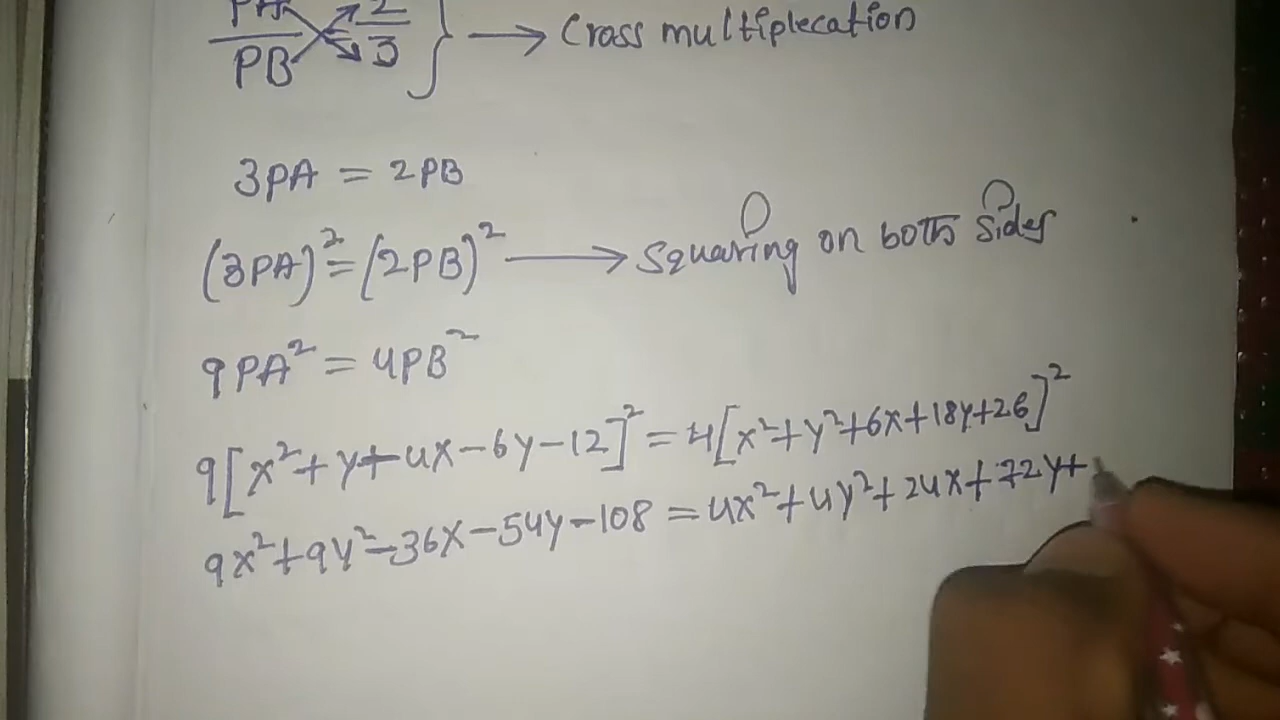 PA/PB = 2/3 } → Cross multiplecation
3PA = 2PB
(3PA)² = (2PB)² → Squaring on both sides
9PA² = 4PB²
9[x²+y+4x-6y-12]² = 4[x²+y²+6x+18y+26]²
9x²+9y²-36x-54y-108 = 4x²+4y²+24x+72y+